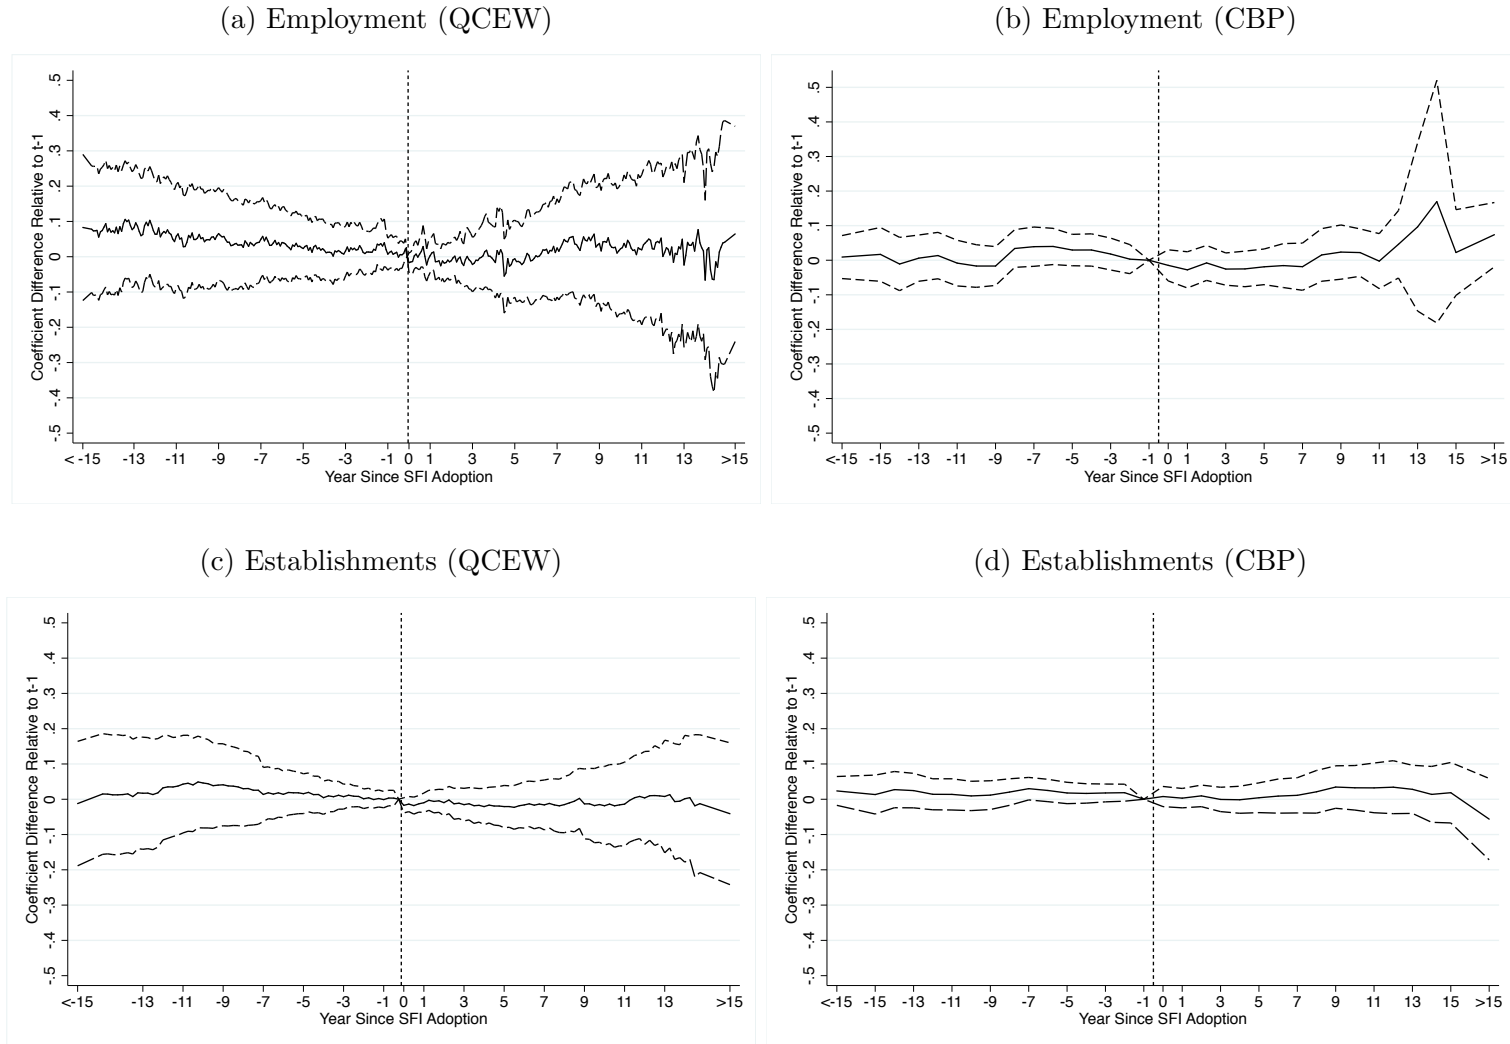 (a) Employment (QCEW)
Coefficient Difference Relative to t-1
.5
.4
.3
.2
.1
0
-.1
-.2
-.3
-.4
-.5
< -15 -13 -11 -9 -7 -5 -3 -1 0 1 3 5 7 9 11 13 >15
Year Since SFI Adoption
(b) Employment (CBP)
Coefficient Difference Relative to t-1
.5
.4
.3
.2
.1
0
-.1
-.2
-.3
-.4
-.5
<-15 -15 -13 -11 -9 -7 -5 -3 -1 0 1 3 5 7 9 11 13 15 >15
Year Since SFI Adoption
(c) Establishments (QCEW)
Coefficient Difference Relative to t-1
.5
.4
.3
.2
.1
0
-.1
-.2
-.3
-.4
-.5
<-15 -13 -11 -9 -7 -5 -3 -1 0 1 3 5 7 9 11 13 >15
Year Since SFI Adoption
(d) Establishments (CBP)
Coefficient Difference Relative to t-1
.5
.4
.3
.2
.1
0
-.1
-.2
-.3
-.4
-.5
<-15 -15 -13 -11 -9 -7 -5 -3 -1 0 1 3 5 7 9 11 13 15 >15
Year Since SFI Adoption